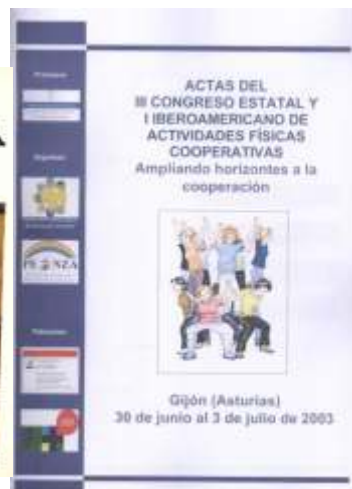 ACTAS DEL
III CONGRESO ESTATAL Y
I IBEROAMERICANO DE
ACTIVIDADES FÍSICAS
COOPERATIVAS
Ampliando horizontes a la
cooperación
Gijón (Asturias)
30 de junio al 3 de julio de 2003